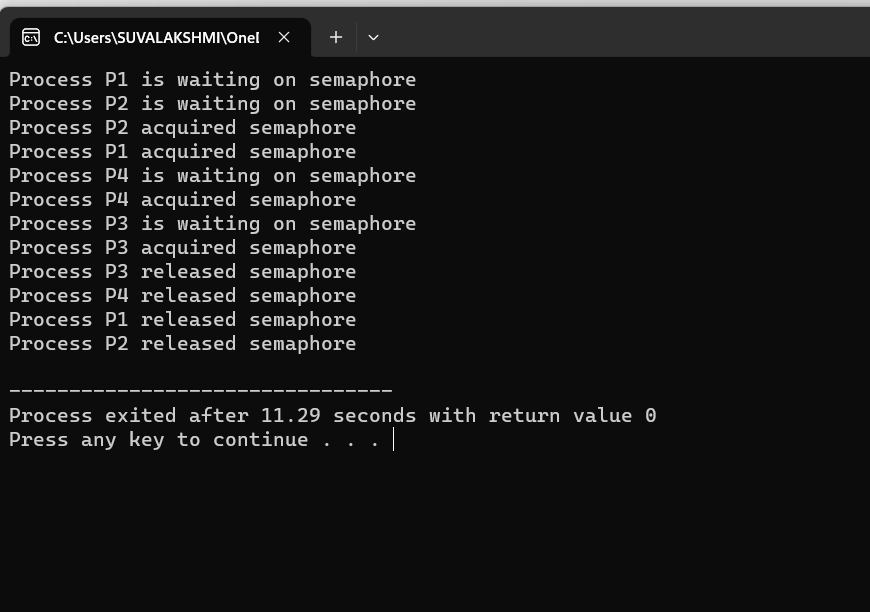 C:\Users\SUVALAKSHMI\One
Process P1 is waiting on semaphore
Process P2 is waiting on semaphore
Process P2 acquired semaphore
Process P1 acquired semaphore
Process P4 is waiting on semaphore
Process P4 acquired semaphore
Process P3 is waiting on semaphore
Process P3 acquired semaphore
Process P3 released semaphore
Process P4 released semaphore
Process P1 released semaphore
Process P2 released semaphore
--------------------------------
Process exited after 11.29 seconds with return value 0
Press any key to continue . . .